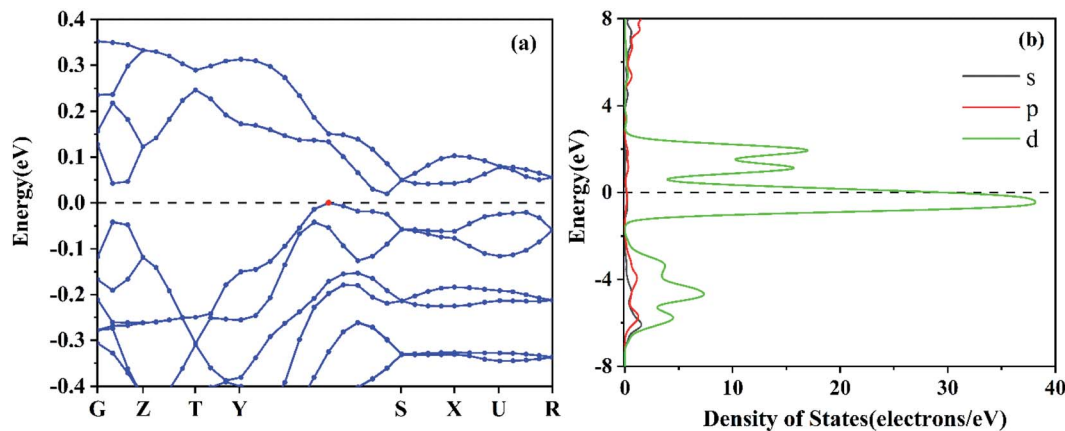 0.4
0.3
0.2
0.1
0.0
-0.1
-0.2
-0.3
-0.4
Energy(eV)
(a)
G Z T Y S X U R
8
4
0
-4
-8
Energy(eV)
(b)
s
p
d
0 10 20 30 40
Density of States(electrons/eV)